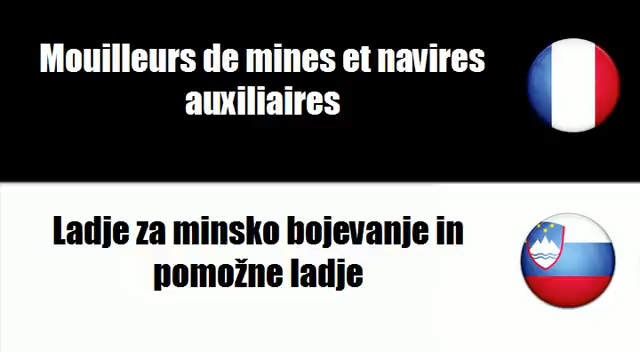 Mouilleurs de mines et navires
auxiliaires
Ladje za minsko bojevanje in
pomožne ladje